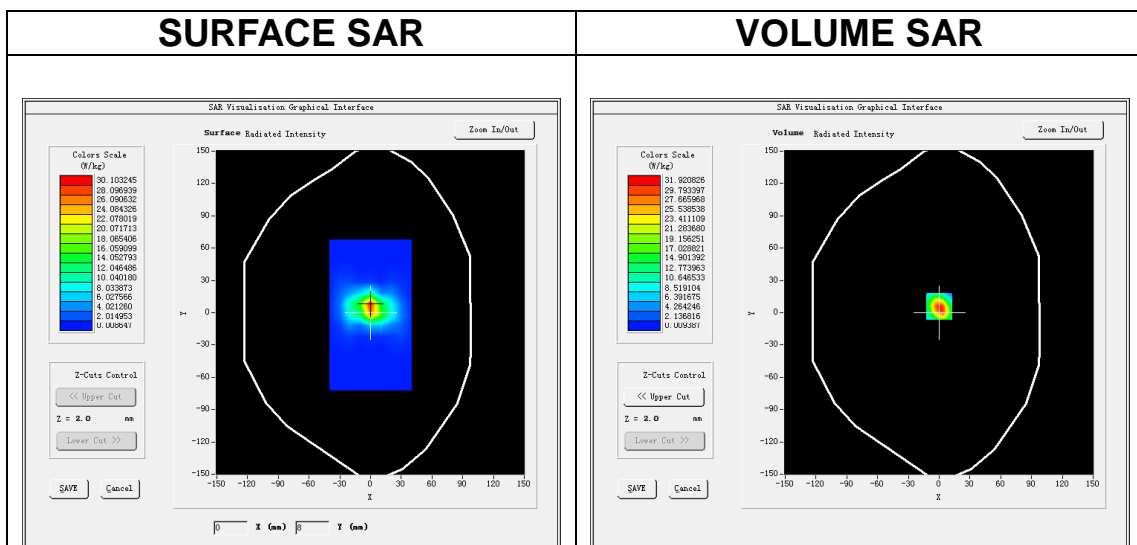 SURFACE SAR
VOLUME SAR
SAR Visualisation Graphical Interface
Surface Radiated Intensity
Zoom In/Out
Colors Scale
(W/kg)
30.103245
28.096939
26.090632
24.084326
22.078019
20.071713
18.065406
16.059099
14.052793
12.046486
10.040180
8.033873
6.027566
4.021260
2.014953
0.008647
Z-Cuts Control
<< Upper Cut
Z = 2.0 mm
Lower Cut >>
SAVE
Cancel
150
120
90
60
30
0
-30
-60
-90
-120
-150
Y
-150 -120 -90 -60 -30 0 30 60 90 120 150
X
0 X (mm) 8 Y (mm)
SAR Visualisation Graphical Interface
Volume Radiated Intensity
Zoom In/Out
Colors Scale
(W/kg)
31.920826
29.793397
27.665968
25.538538
23.411109
21.283680
19.156251
17.028821
14.901392
12.773963
10.646533
8.519104
6.391675
4.264246
2.136816
0.009387
Z-Cuts Control
<< Upper Cut
Z = 2.0 mm
Lower Cut >>
SAVE
Cancel
150
120
90
60
30
0
-30
-60
-90
-120
-150
Y
-150 -120 -90 -60 -30 0 30 60 90 120 150
X